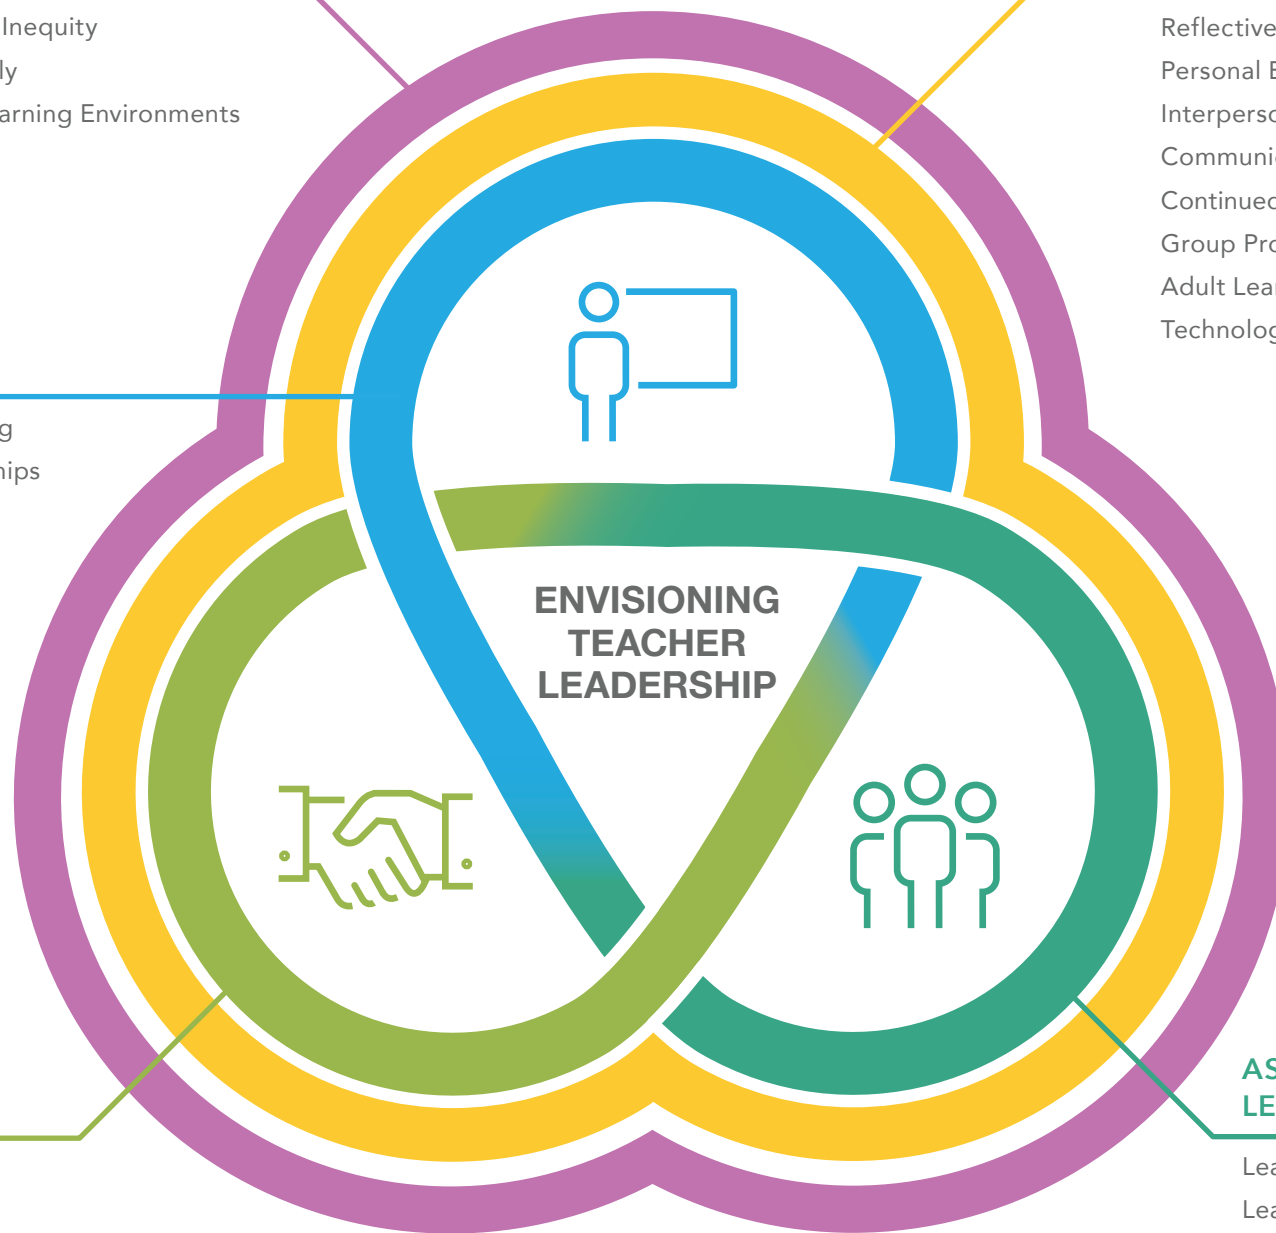 Inequity
ly
arning Environments
Reflective
Personal E
Interperso
Communi
Continued
Group Pro
Adult Lea
Technolog
g
hips
ENVISIONING
TEACHER
LEADERSHIP
AS
LE
Lea
Lea